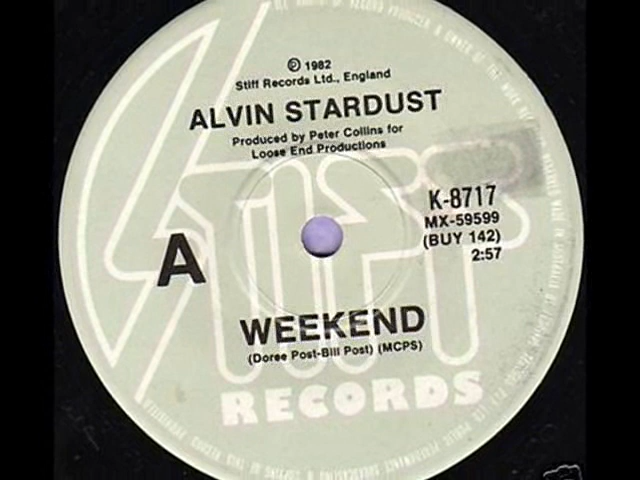 ℗ 1982
Stiff Records Ltd., England
ALVIN STARDUST
Produced by Peter Collins for
Loose End Productions
K-8717
MX-59599
(BUY 142)
2:57
A
STIFF
WEEKEND
(Doree Post-Bill Post) (MCPS)
RECORDS